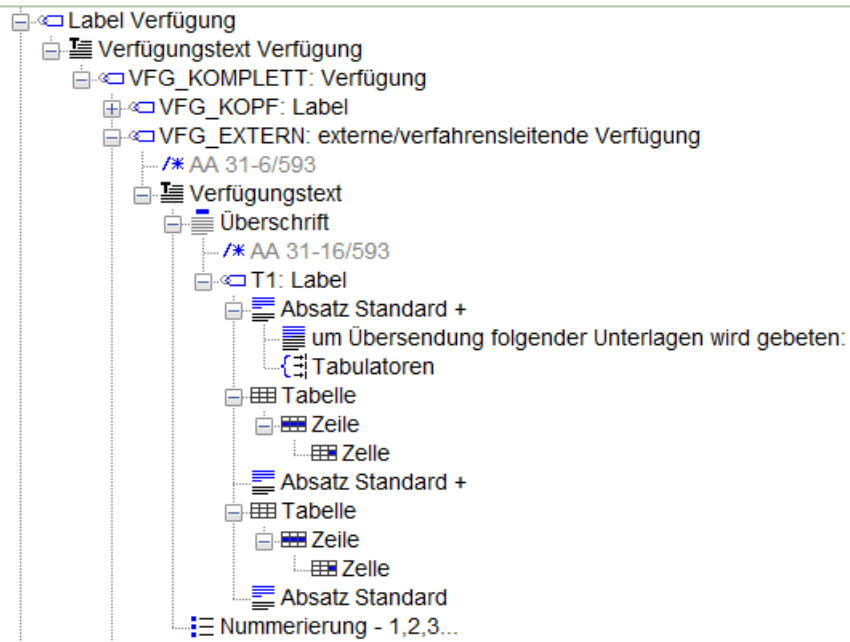 Label Verfügung
Verfügungstext Verfügung
VFG_KOMPLETT: Verfügung
VFG_KOPF: Label
VFG_EXTERN: externe/verfahrensleitende Verfügung
/* AA 31-6/593
Verfügungstext
Überschrift
/* AA 31-16/593
T1: Label
Absatz Standard +
um Übersendung folgender Unterlagen wird gebeten:
Tabulatoren
Tabelle
Zeile
Zelle
Absatz Standard +
Tabelle
Zeile
Zelle
Absatz Standard
Nummerierung - 1,2,3...